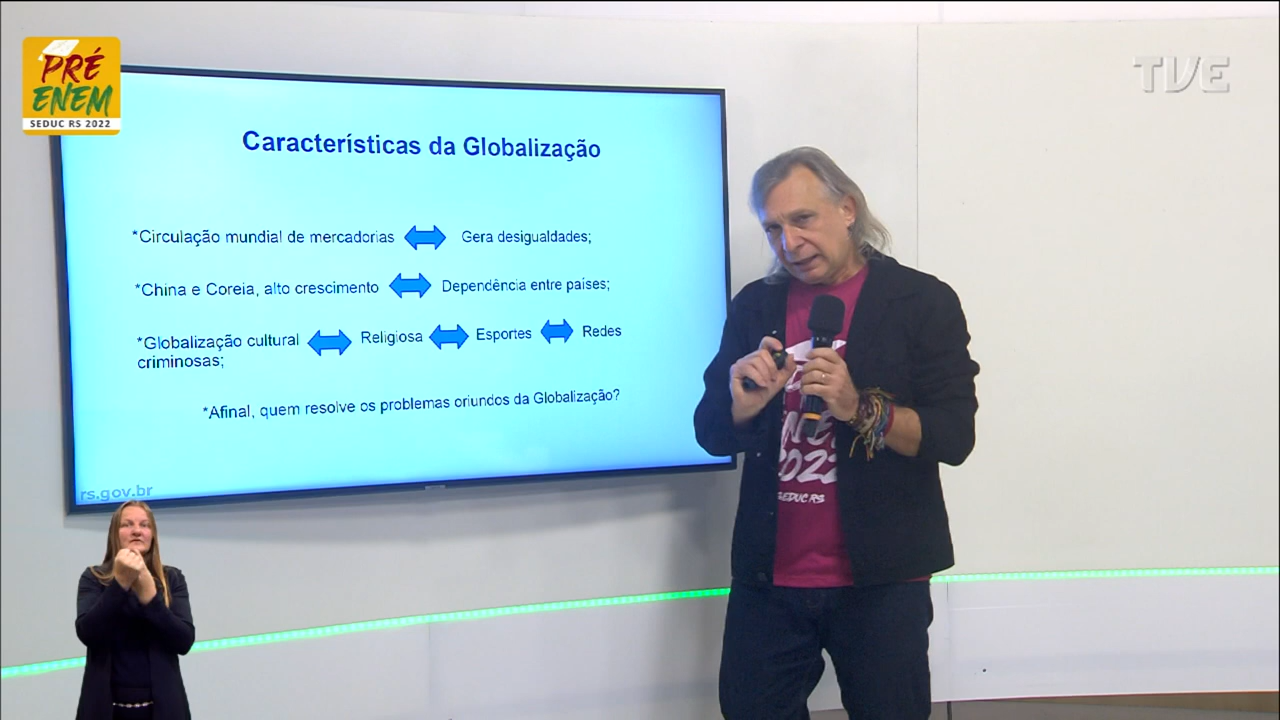 PRÉ
ENEM
SEDUC RS 2022
TVE
Características da Globalização
*Circulação mundial de mercadorias Gera desigualdades;
*China e Coreia, alto crescimento Dependência entre países;
*Globalização cultural Religiosa Esportes Redes
criminosas;
*Afinal, quem resolve os problemas oriundos da Globalização?
rs.gov.br
2022
SEDUC RS